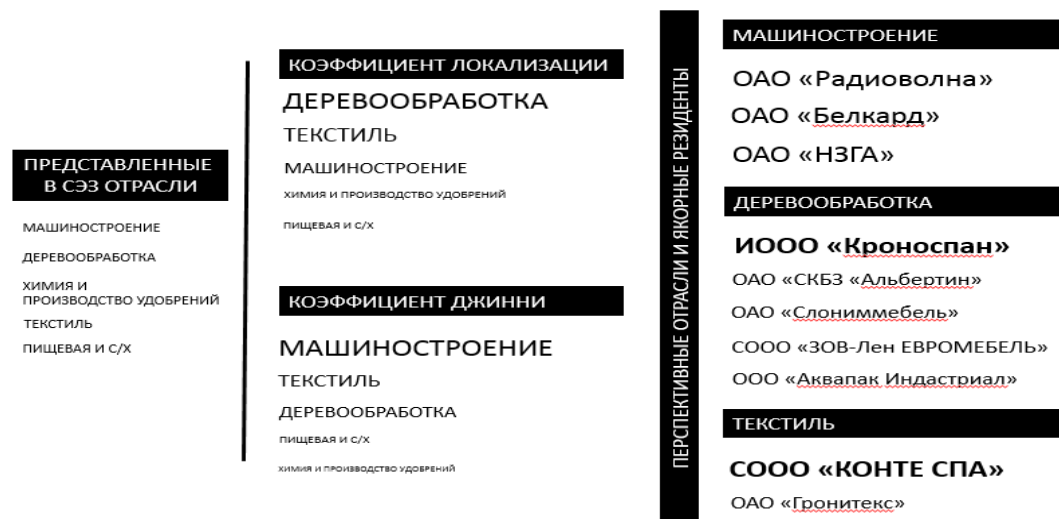 ПРЕДСТАВЛЕННЫЕ
В СЭЗ ОТРАСЛИ
МАШИНОСТРОЕНИЕ
ДЕРЕВООБРАБОТКА
ХИМИЯ И
ПРОИЗВОДСТВО УДОБРЕНИЙ
ТЕКСТИЛЬ
ПИЩЕВАЯ И С/Х
КОЭФФИЦИЕНТ ЛОКАЛИЗАЦИИ
ДЕРЕВООБРАБОТКА
ТЕКСТИЛЬ
МАШИНОСТРОЕНИЕ
ХИМИЯ И ПРОИЗВОДСТВО УДОБРЕНИЙ
ПИЩЕВАЯ И С/Х
КОЭФФИЦИЕНТ ДЖИННИ
МАШИНОСТРОЕНИЕ
ТЕКСТИЛЬ
ДЕРЕВООБРАБОТКА
ПИЩЕВАЯ И С/Х
ХИМИЯ И ПРОИЗВОДСТВО УДОБРЕНИЙ
ПЕРСПЕКТИВНЫЕ ОТРАСЛИ И ЯКОРНЫЕ РЕЗИДЕНТЫ
МАШИНОСТРОЕНИЕ
ОАО «Радиоволна»
ОАО «Белкард»
ОАО «НЗГА»
ДЕРЕВООБРАБОТКА
ИООО «Кроноспан»
ОАО «СКБЗ «Альбертин»
ОАО «Слониммебель»
СООО «ЗОВ-Лен ЕВРОМЕБЕЛЬ»
ООО «Аквапак Индастриал»
ТЕКСТИЛЬ
СООО «КОНТЕ СПА»
ОАО «Гронитекс»